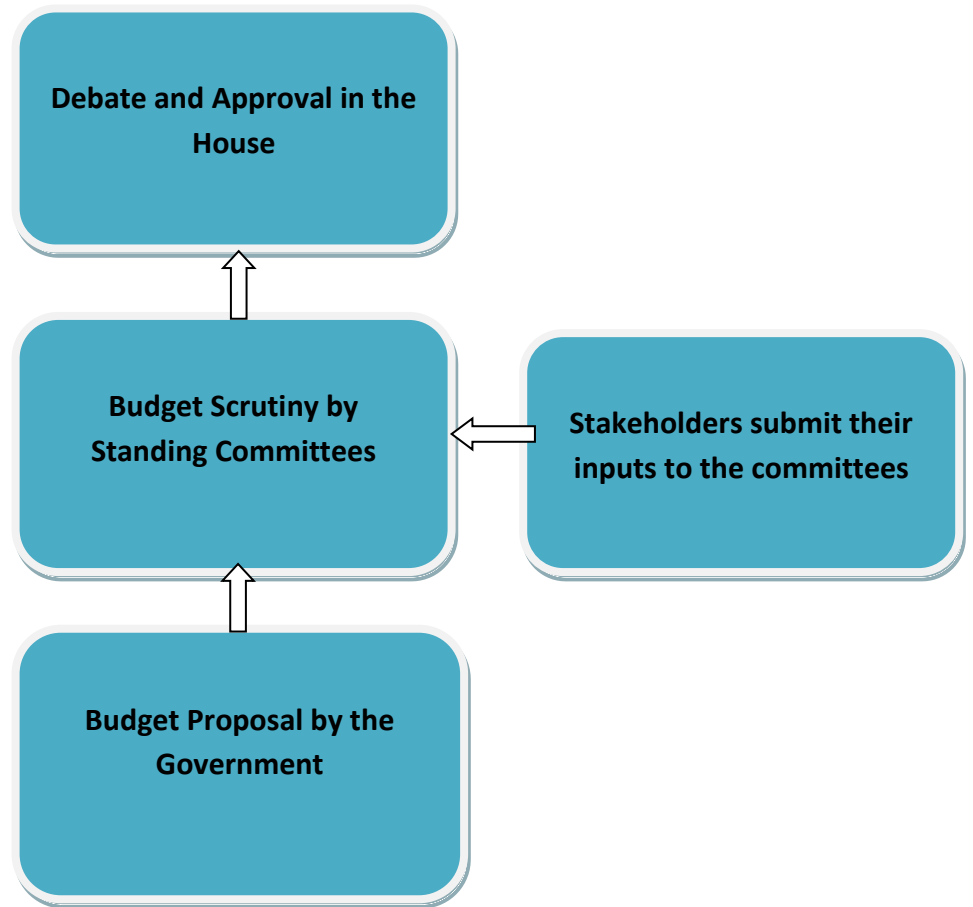 Debate and Approval in the
House
Budget Scrutiny by
Standing Committees
Stakeholders submit their
inputs to the committees
Budget Proposal by the
Government